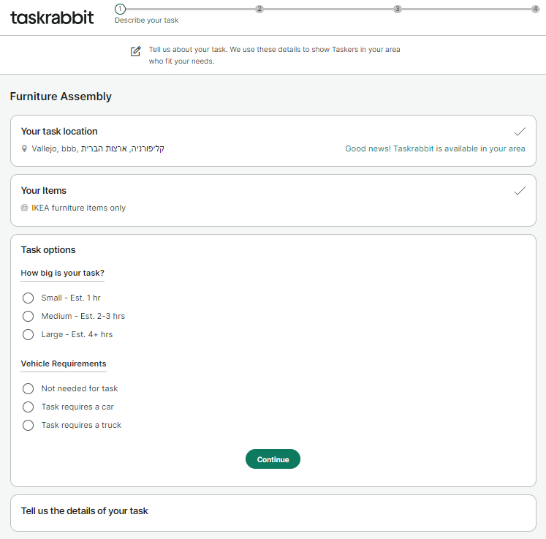 taskrabbit
1
2
3
4
Describe your task
Tell us about your task. We use these details to show Taskers in your area
who fit your needs.
Furniture Assembly
Your task location
Vallejo, bbb, קליפורניה, ארצות הברית
Good news! Taskrabbit is available in your area
Your Items
IKEA furniture items only
Task options
How big is your task?
Small - Est. 1 hr
Medium - Est. 2-3 hrs
Large - Est. 4+ hrs
Vehicle Requirements
Not needed for task
Task requires a car
Task requires a truck
Continue
Tell us the details of your task